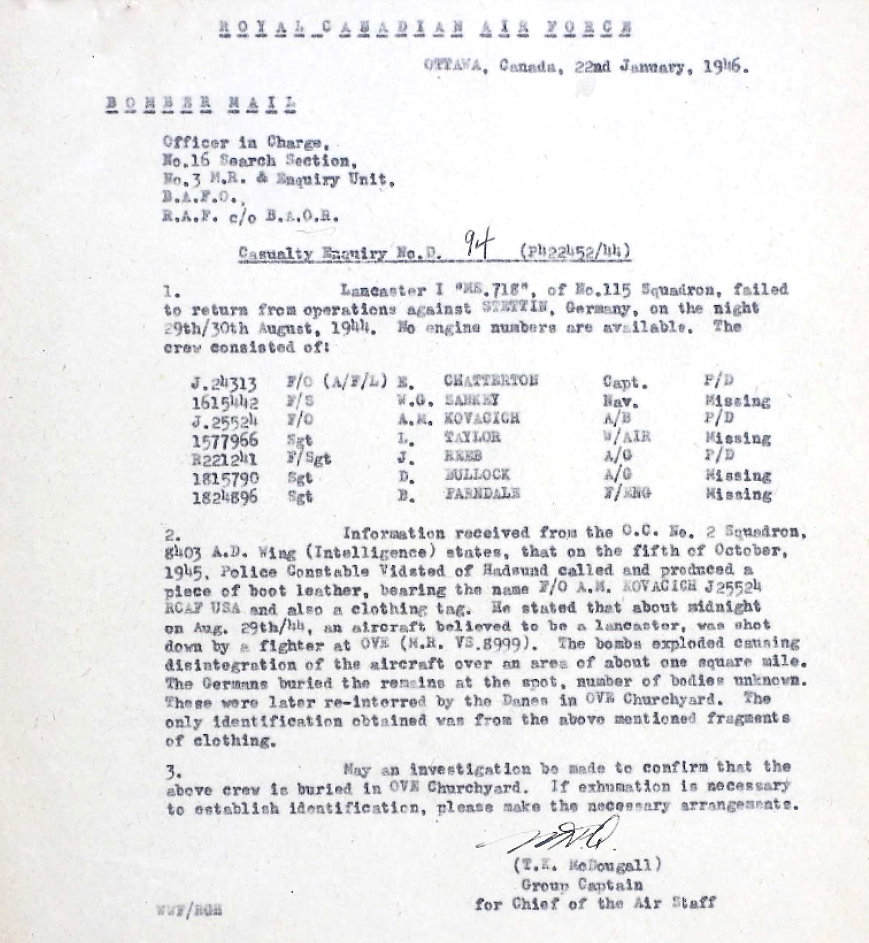 ROYAL CANADIAN AIR FORCE
OTTAWA, Canada, 22nd January, 1946.
BOMBER MAIL
Officer in Charge,
No.16 Search Section,
No.3 M.R. & Enquiry Unit,
B.A.F.O.,
R.A.F. c/o B.A.O.R.
Casualty Enquiry No.D. 94 (P422452/44)
1. Lancaster I "ME.718", of No.115 Squadron, failed
to return from operations against STETTIN, Germany, on the night
29th/30th August, 1944. No engine numbers are available. The
crew consisted of:
J.24313 F/O (A/F/L) E. CHATTERTON Capt. P/D
1615442 F/S W.G. SANKEY Nav. Missing
J.25524 F/O A.M. KOVACICH A/B P/D
1577966 Sgt L. TAYLOR W/AIR Missing
R221241 F/Sgt J. REEB A/G P/D
1815790 Sgt D. BULLOCK A/G Missing
1824896 Sgt B. FARNDALE F/ENG Missing
2. Information received from the O.C. No. 2 Squadron,
8403 A.D. Wing (Intelligence) states, that on the fifth of October,
1945, Police Constable Vidsted of Hadsund called and produced a
piece of boot leather, bearing the name F/O A.M. KOVACICH J25524
RCAF USA and also a clothing tag. He stated that about midnight
on Aug. 29th/44, an aircraft believed to be a lancaster, was shot
down by a fighter at OVE (M.R. VS.8999). The bombs exploded causing
disintegration of the aircraft over an area of about one square mile.
The Germans buried the remains at the spot, number of bodies unknown.
These were later re-interred by the Danes in OVE Churchyard. The
only identification obtained was from the above mentioned fragments
of clothing.
3. May an investigation be made to confirm that the
above crew is buried in OVE Churchyard. If exhumation is necessary
to establish identification, please make the necessary arrangements.
(T.K. McDougall)
Group Captain
for Chief of the Air Staff
WWF/RGH